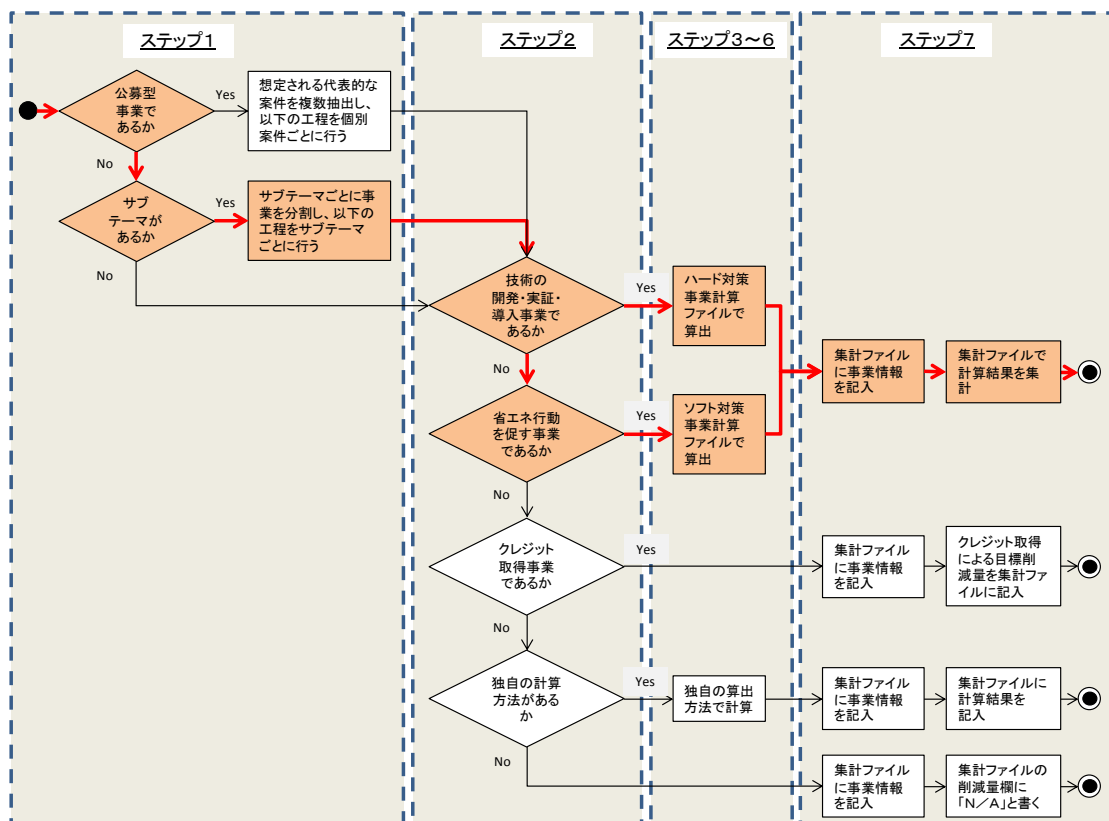 ステップ1
ステップ2
ステップ3～6
ステップ7
公募型
事業で
あるか
Yes
想定される代表的な
案件を複数抽出し、
以下の工程を個別
案件ごとに行う
No
サブ
テーマが
あるか
Yes
サブテーマごとに事
業を分割し、以下の
工程をサブテーマ
ごとに行う
No
技術の
開発・実証・
導入事業で
あるか
Yes
ハード対策
事業計算
ファイルで
算出
No
集計ファイル
に事業情報
を記入
集計ファイルで
計算結果を集
計
省エネ行動
を促す事業
であるか
Yes
ソフト対策
事業計算
ファイルで
算出
No
クレジット
取得事業
であるか
Yes
集計ファイル
に事業情報
を記入
クレジット取得
による目標削
減量を集計ファ
イルに記入
No
独自の計算
方法がある
か
Yes
独自の算出
方法で計算
集計ファイル
に事業情報
を記入
集計ファイルに
計算結果を
記入
No
集計ファイル
に事業情報
を記入
集計ファイルの
削減量欄に
「N／A」と書く